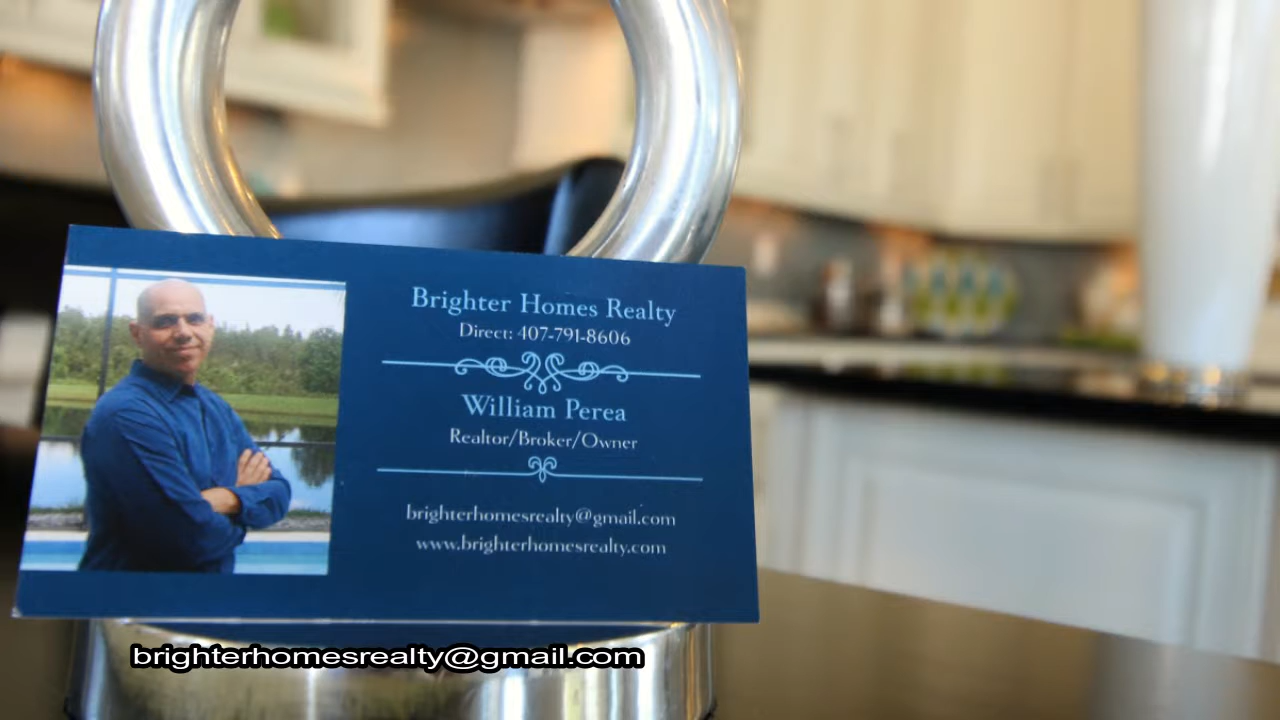 Brighter Homes Realty
Direct: 407-791-8606
William Perea
Realtor/Broker/Owner
brighterhomesrealty@gmail.com
www.brighterhomesrealty.com
brighterhomesrealty@gmail.com